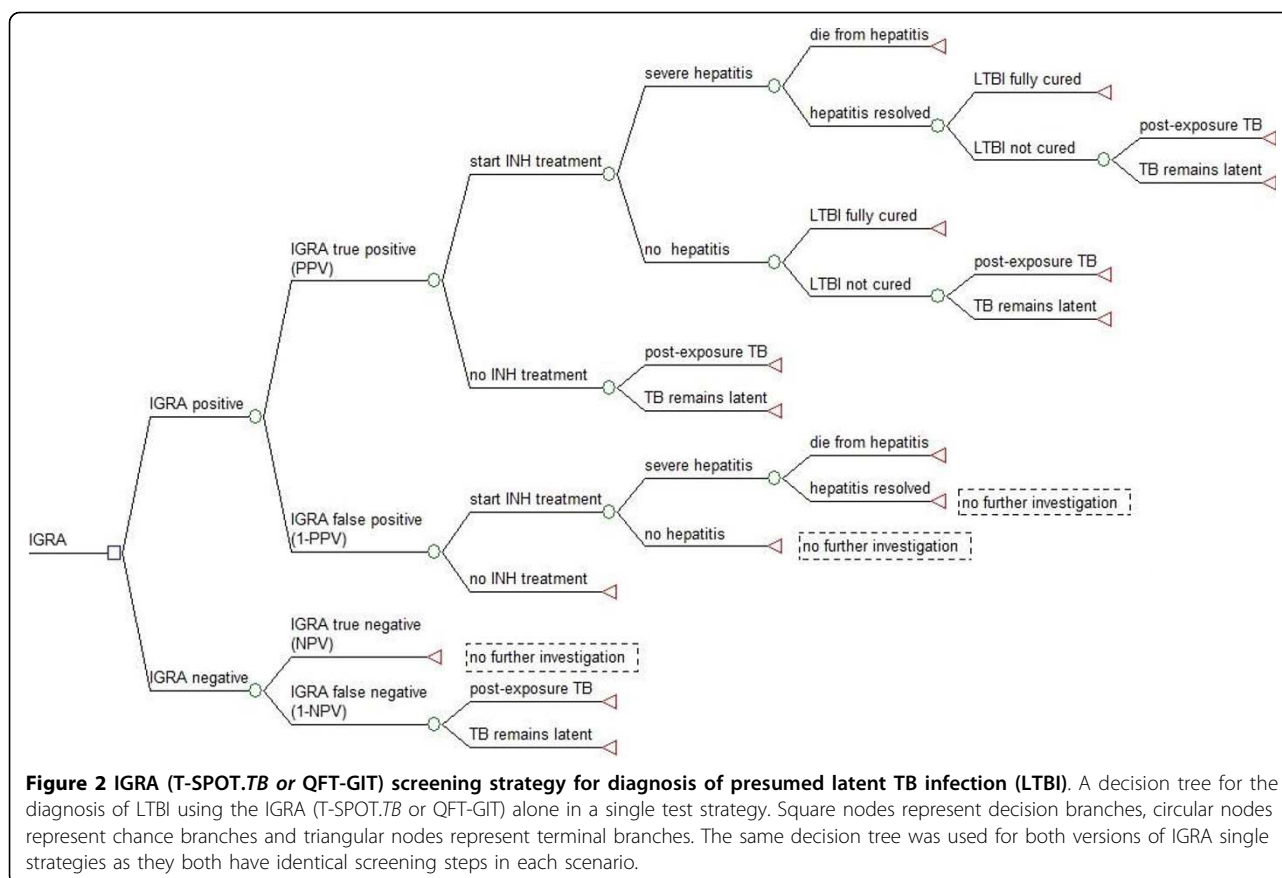 die from hepatitis
severe hepatitis
LTBI fully cured
hepatitis resolved
post-exposure TB
LTBI not cured
start INH treatment
TB remains latent
LTBI fully cured
IGRA true positive
(PPV)
no hepatitis
post-exposure TB
LTBI not cured
TB remains latent
post-exposure TB
no INH treatment
TB remains latent
IGRA positive
die from hepatitis
severe hepatitis
hepatitis resolved
no further investigation
start INH treatment
IGRA false positive
(1-PPV)
no hepatitis
no further investigation
IGRA
no INH treatment
IGRA true negative
(NPV)
no further investigation
IGRA negative
IGRA false negative
(1-NPV)
post-exposure TB
TB remains latent
Figure 2 IGRA (T-SPOT.TB or QFT-GIT) screening strategy for diagnosis of presumed latent TB infection (LTBI). A decision tree for the
diagnosis of LTBI using the IGRA (T-SPOT.TB or QFT-GIT) alone in a single test strategy. Square nodes represent decision branches, circular nodes
represent chance branches and triangular nodes represent terminal branches. The same decision tree was used for both versions of IGRA single
strategies as they both have identical screening steps in each scenario.